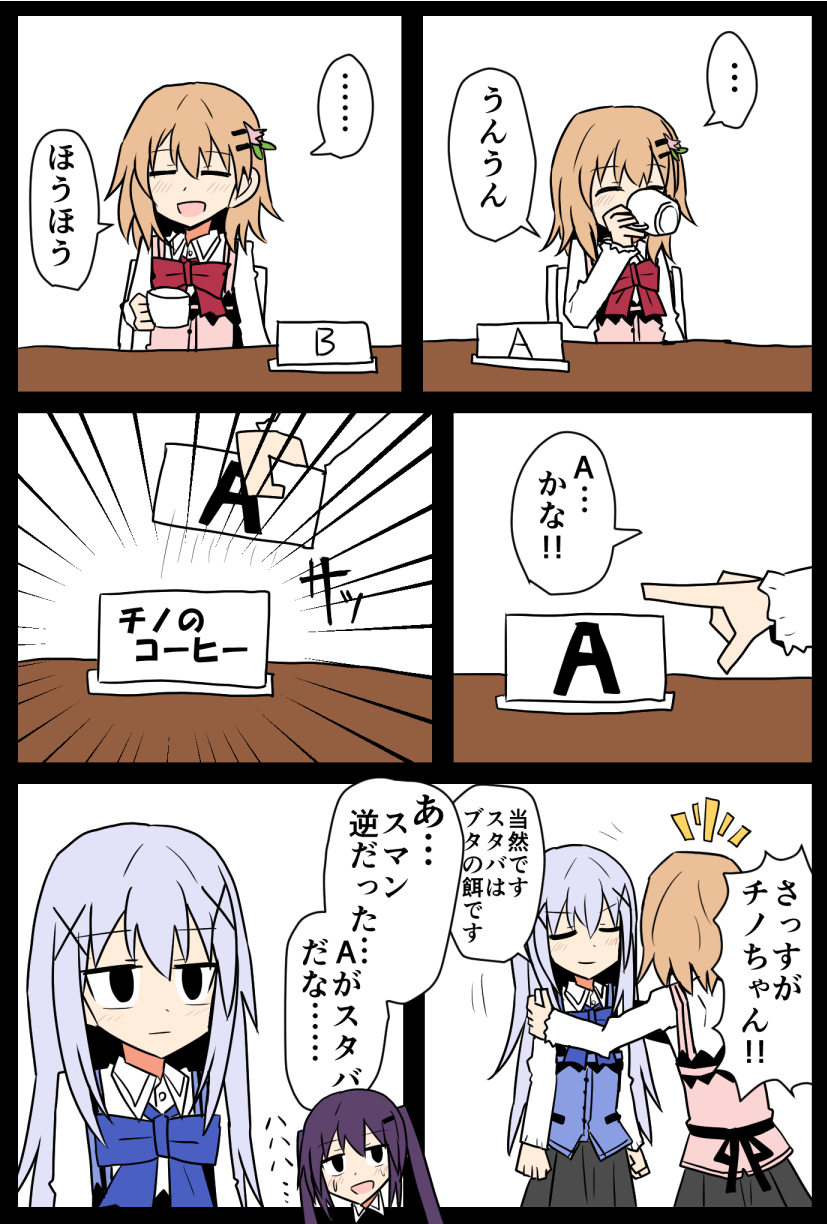 …
うんうん
A
……
ほうほう
B
A…
かな!!
A
A
チノの
コーヒー
サッ
さっすが
チノちゃん!!
当然です
スタバは
ブタの餌です
あ…
スマン
逆だった…
Aがスタバ
だな……
ハハハ…